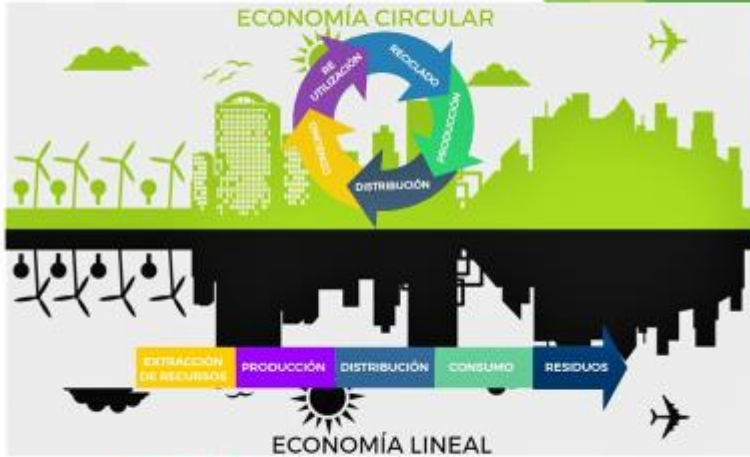 ECONOMÍA CIRCULAR
RE
UTILIZACIÓN
RECICLADO
PRODUCCIÓN
DISTRIBUCIÓN
CONSUMO
EXTRACCIÓN
DE RECURSOS
PRODUCCIÓN
DISTRIBUCIÓN
CONSUMO
RESIDUOS
ECONOMÍA LINEAL